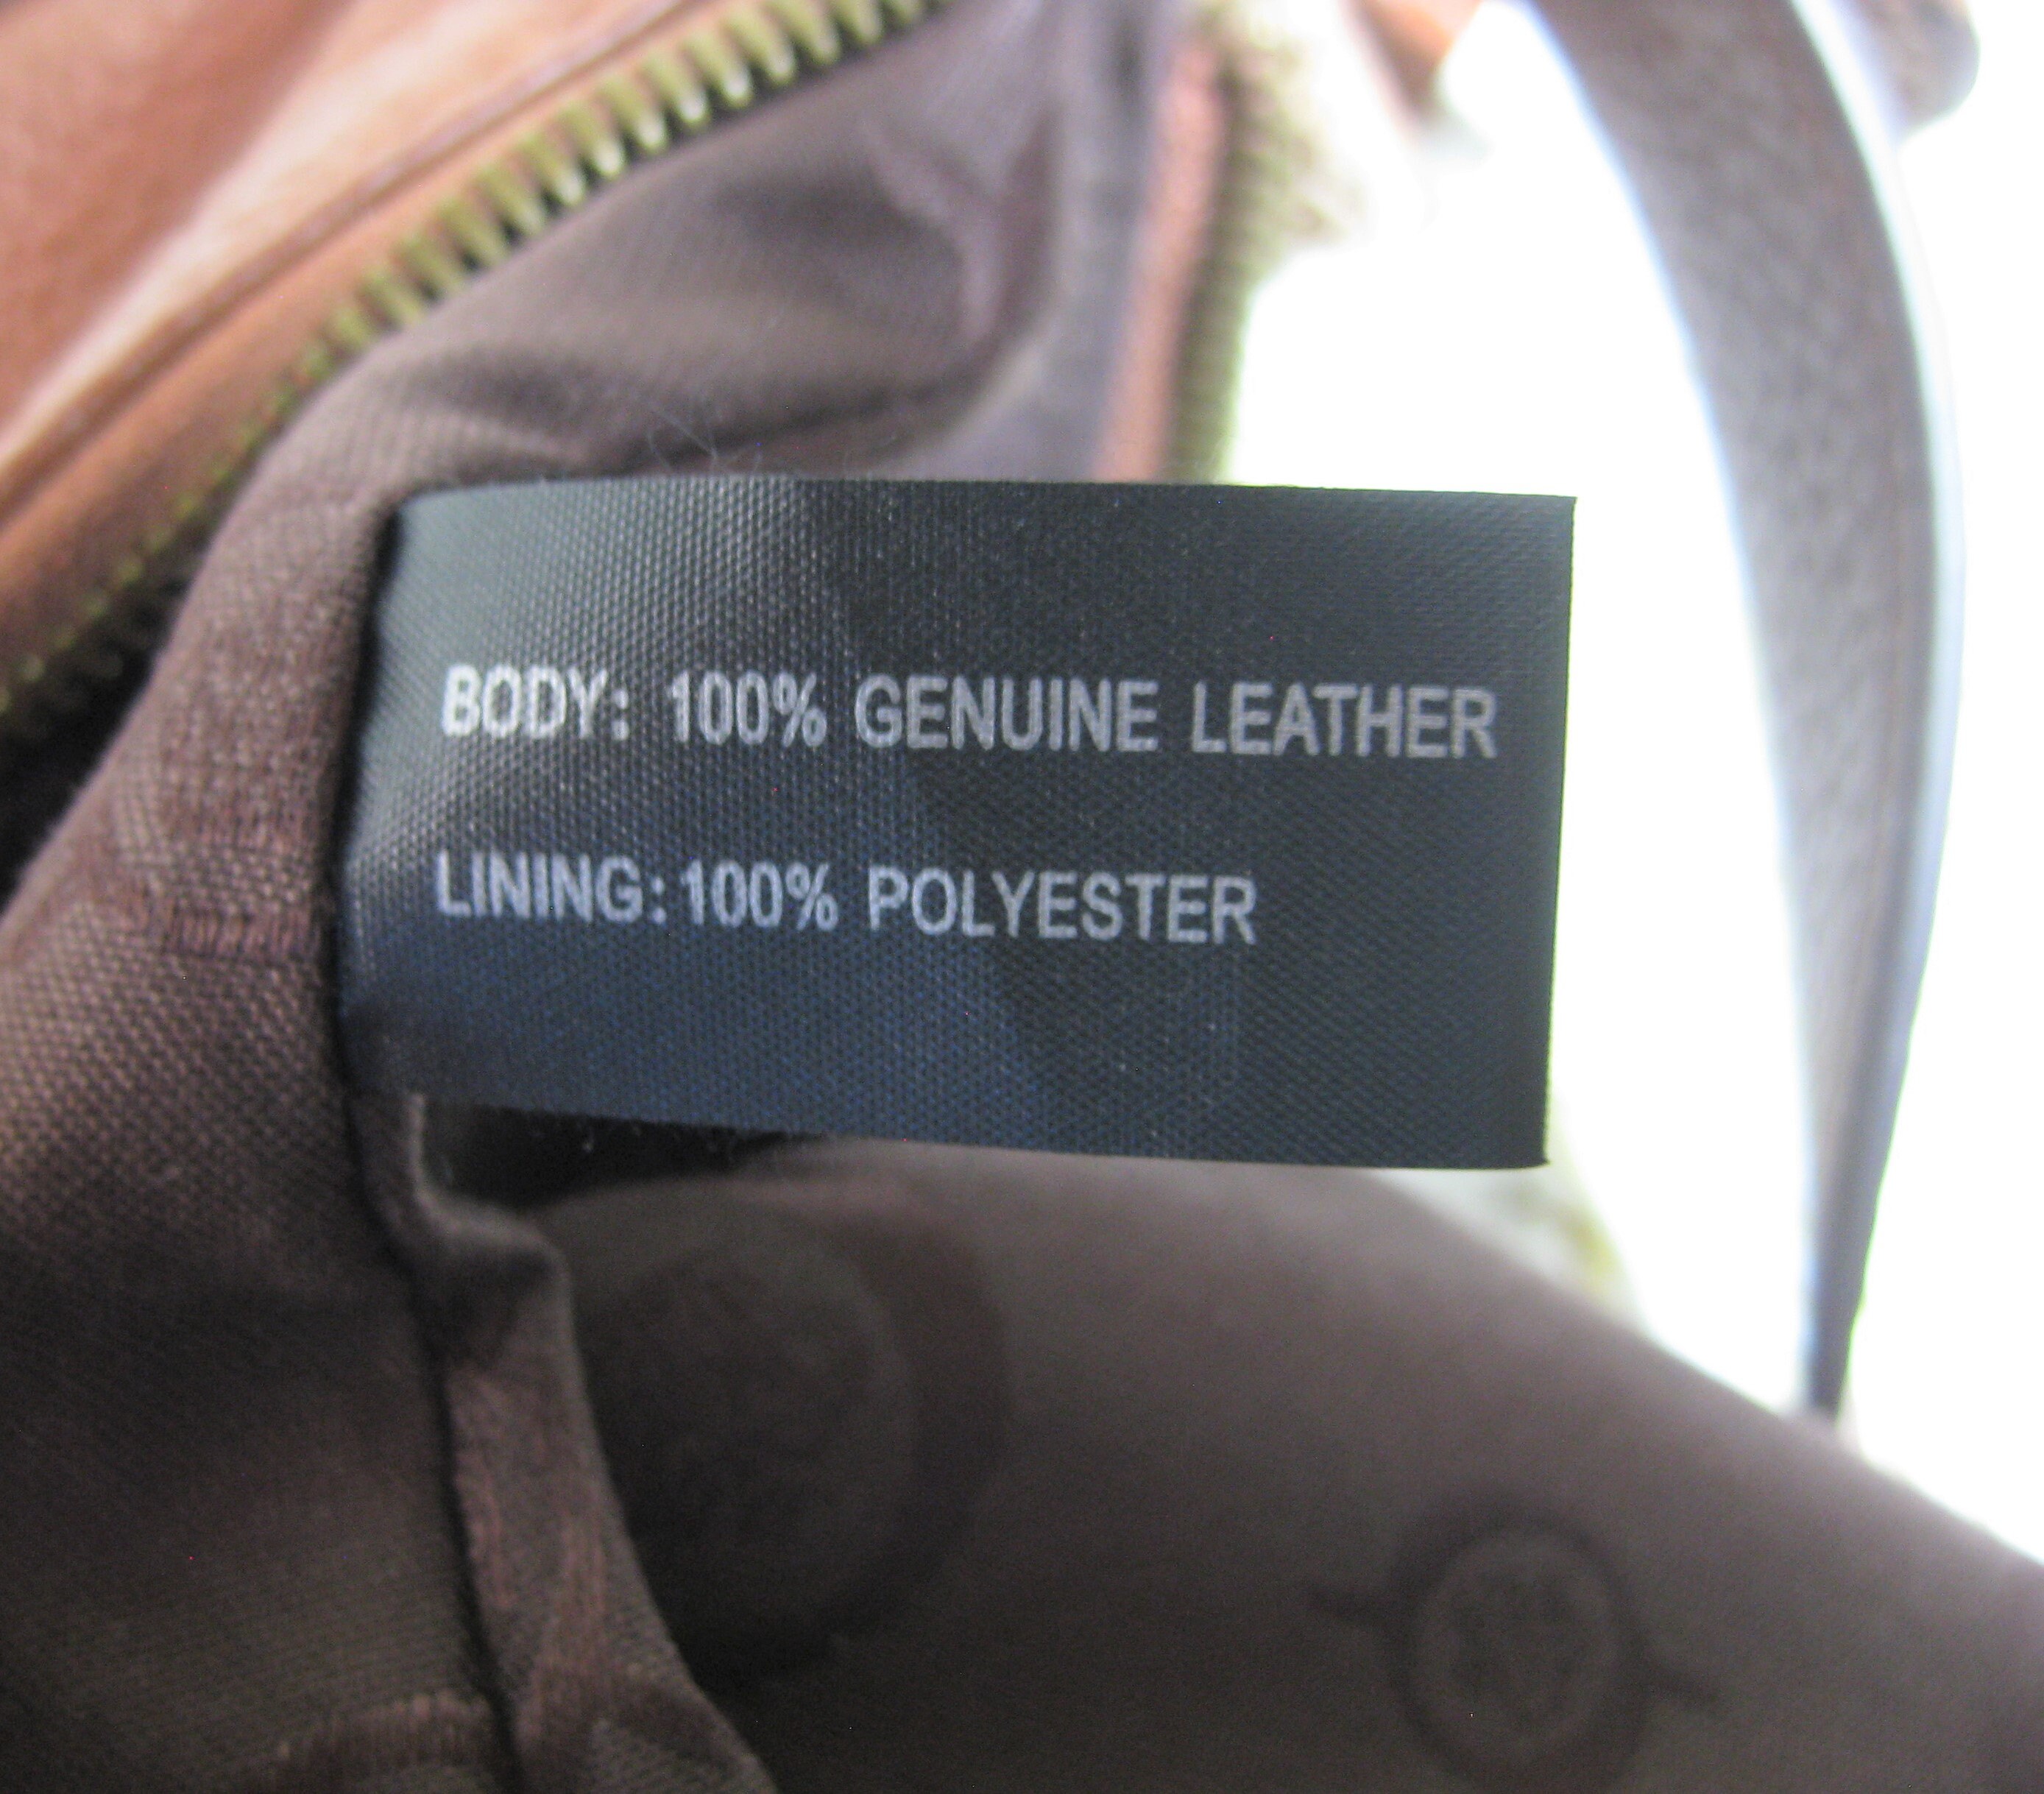 BODY: 100% GENUINE LEATHER
LINING: 100% POLYESTER